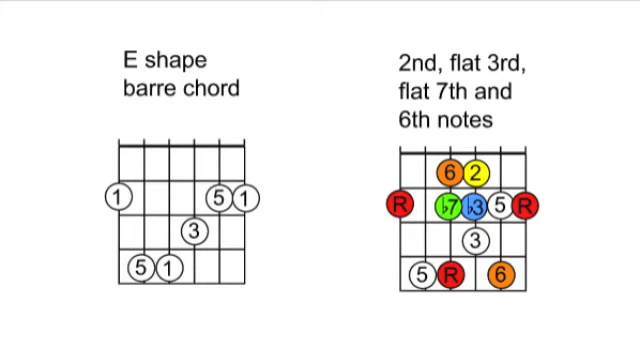 E shape
barre chord
1 5 1
3
5 1
2nd, flat 3rd,
flat 7th and
6th notes
6 2
R ♭7 ♭3 5 R
3
5 R 6